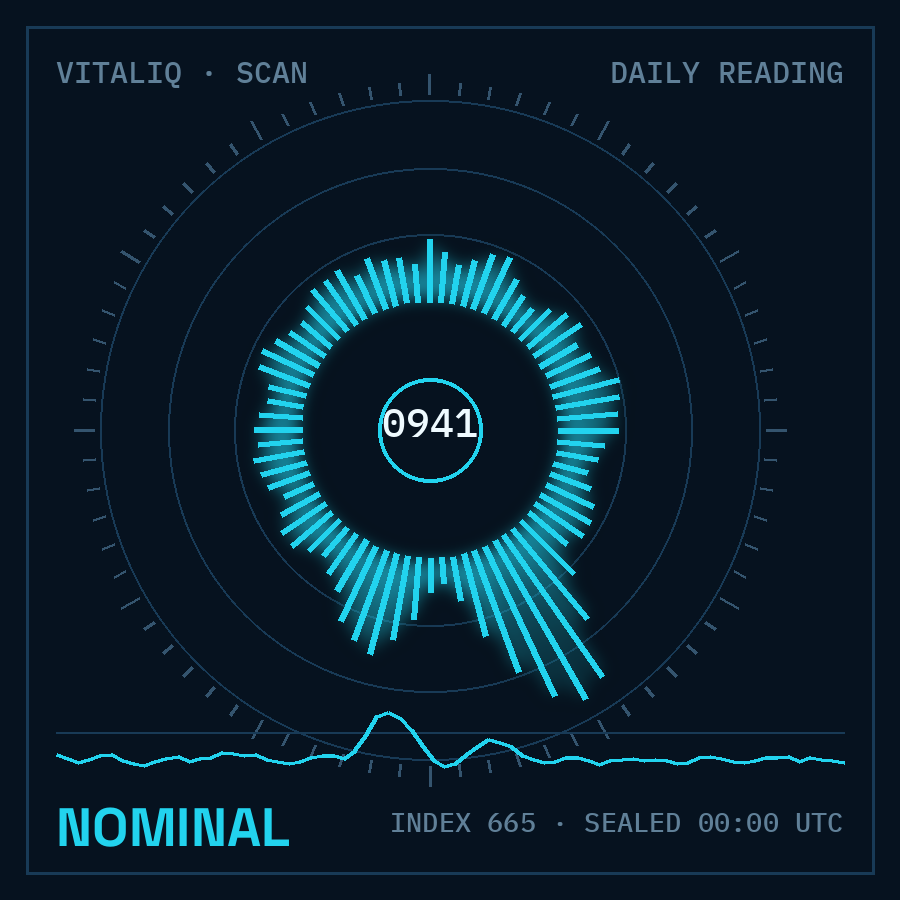 VITALIQ · SCAN
DAILY READING
0941
NOMINAL
INDEX 665 · SEALED 00:00 UTC